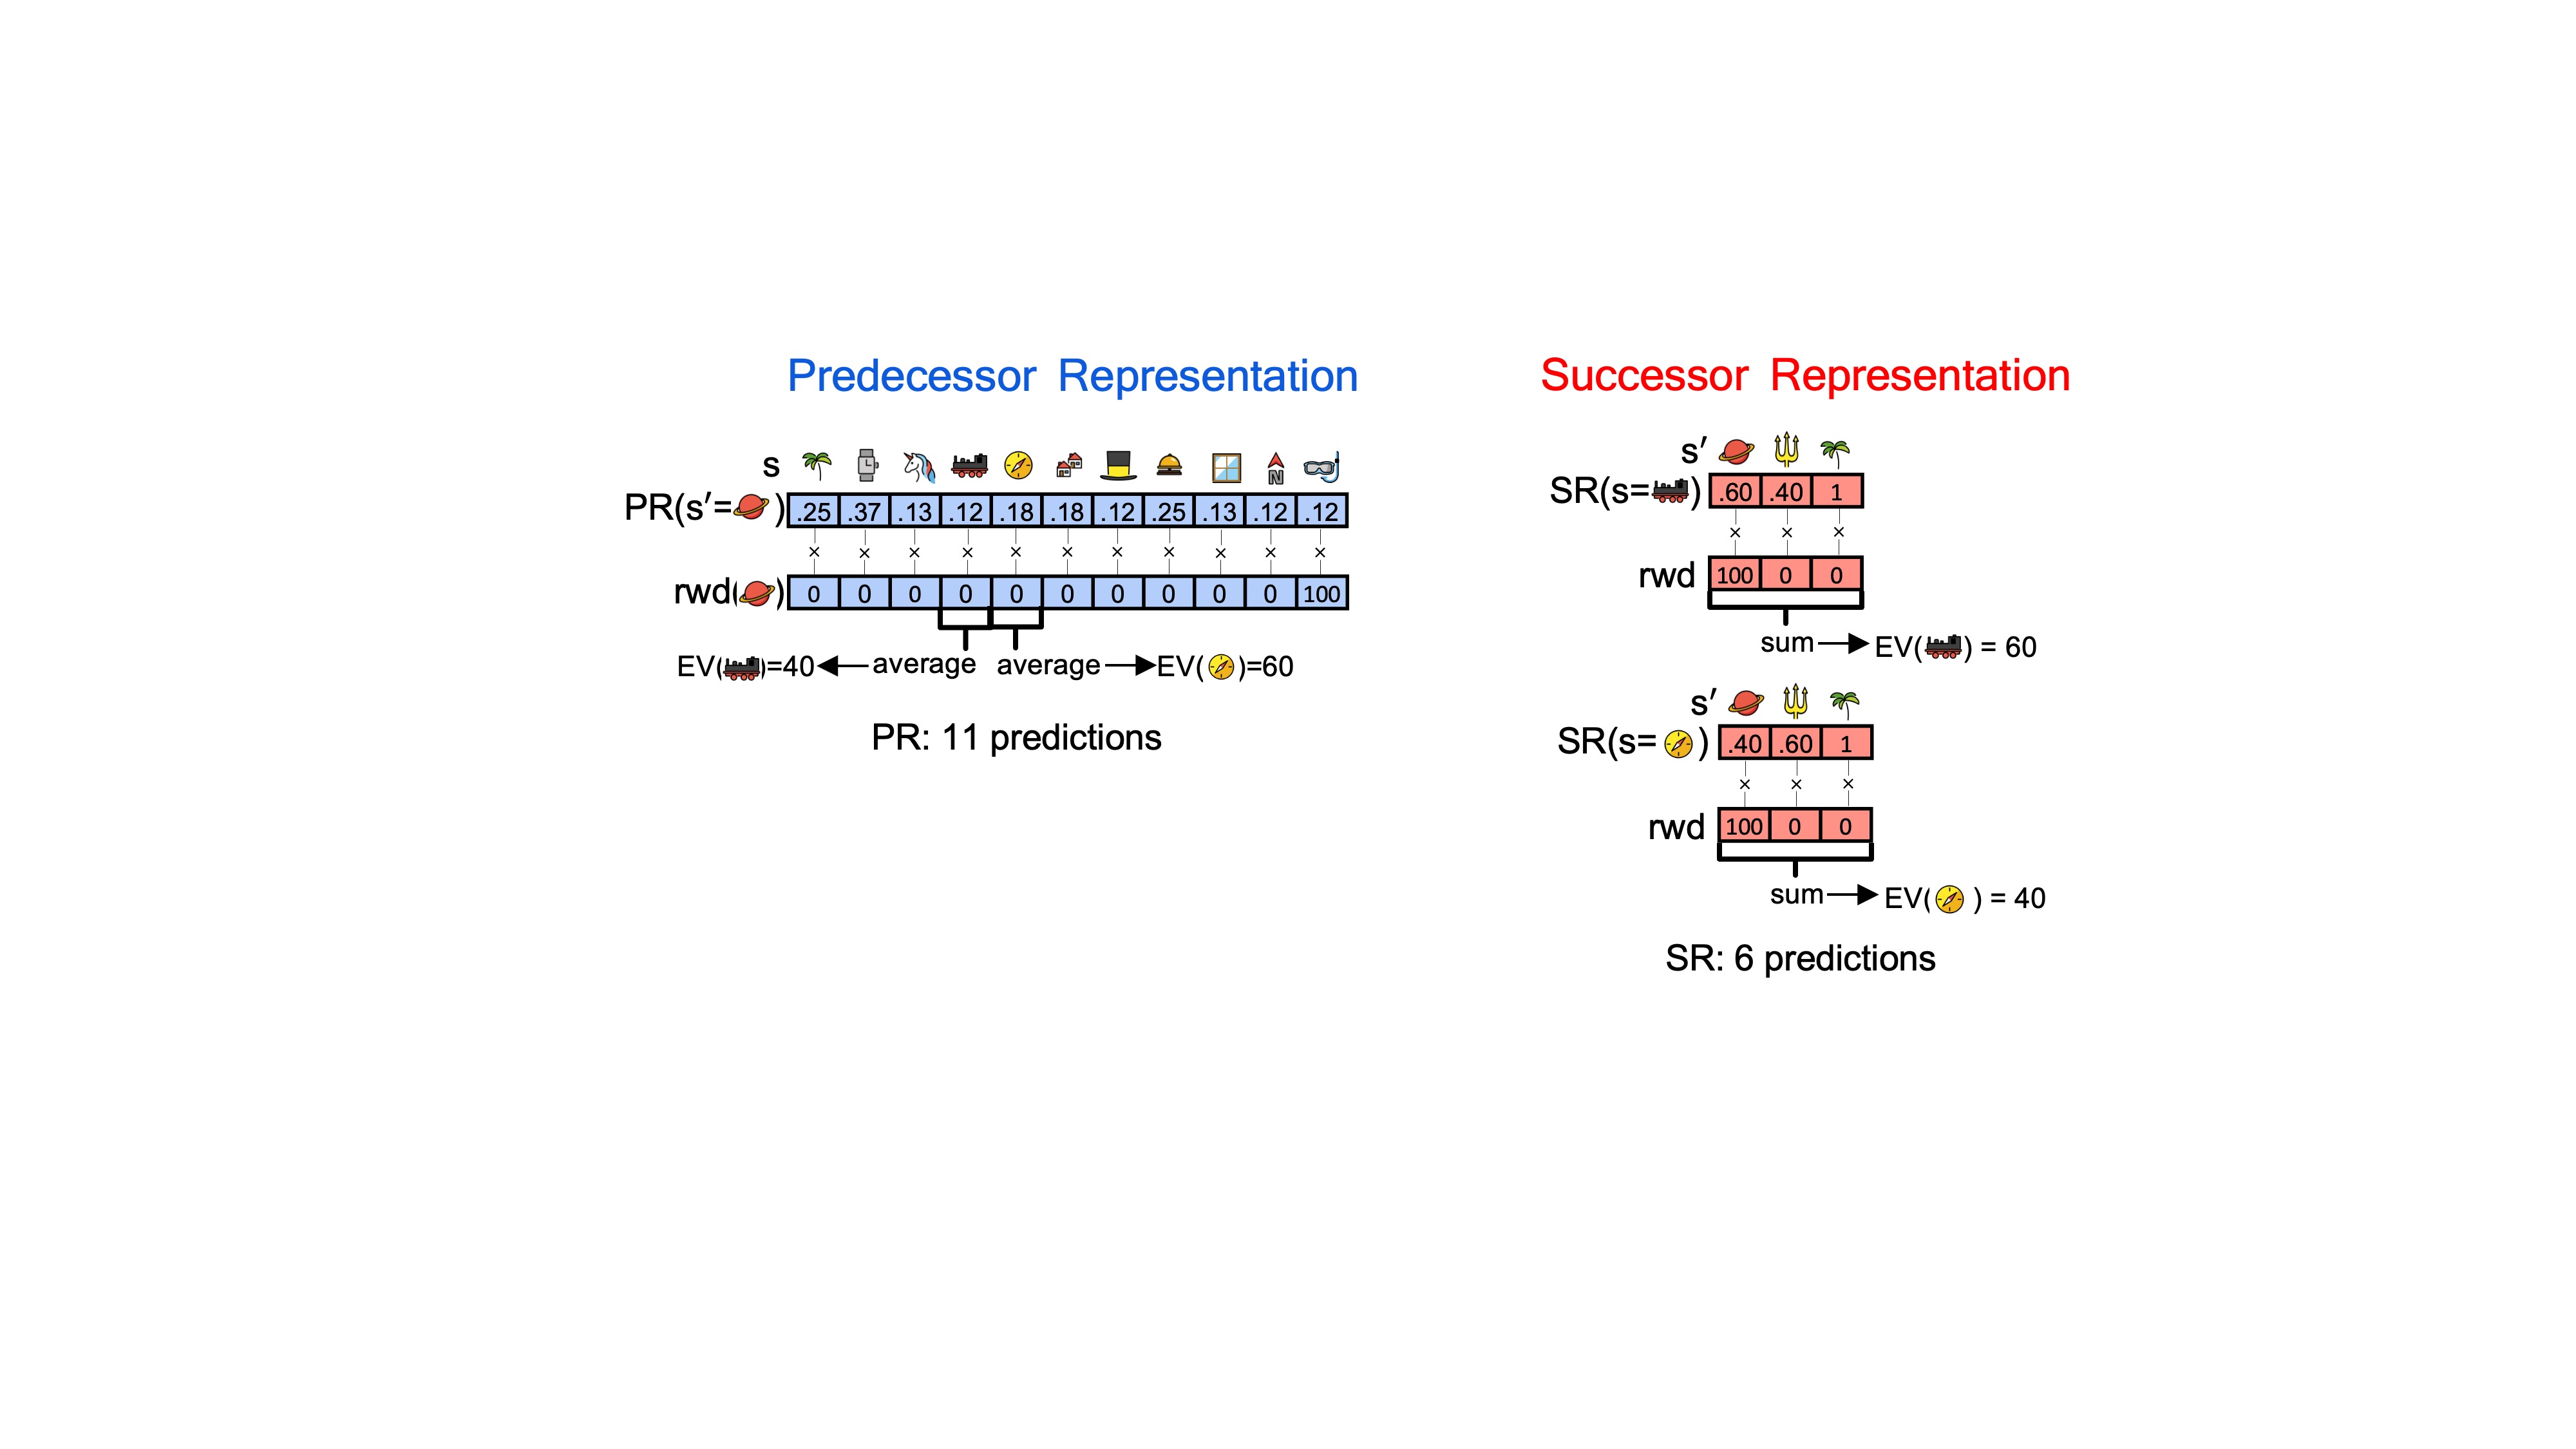 Predecessor Representation
s
PR(s′= )
.25 .37 .13 .12 .18 .18 .12 .25 .13 .12 .12
× × × × × × × × × × ×
rwd( )
0 0 0 0 0 0 0 0 0 0 100
EV( )=40 average average EV( )=60
PR: 11 predictions
N
Successor Representation
s′
SR(s= ) .60 .40 1
× × ×
rwd 100 0 0
sum EV( ) = 60
s′
SR(s= ) .40 .60 1
× × ×
rwd 100 0 0
sum EV( ) = 40
SR: 6 predictions